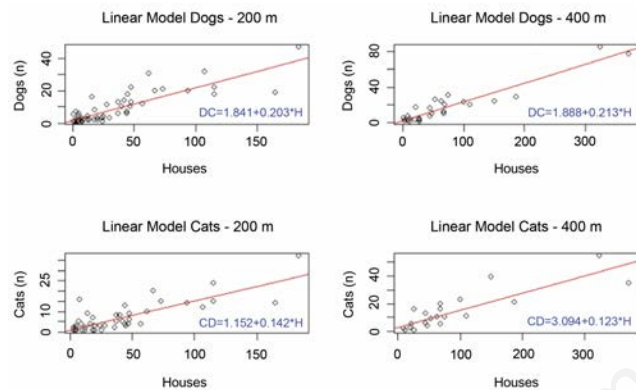 Linear Model Dogs - 200 m
Dogs (n)
40
20
0
DC=1.841+0.203*H
0 50 100 150
Houses
Linear Model Dogs - 400 m
Dogs (n)
80
40
0
DC=1.888+0.213*H
0 100 200 300
Houses
Linear Model Cats - 200 m
Cats (n)
25
10
0
CD=1.152+0.142*H
0 50 100 150
Houses
Linear Model Cats - 400 m
Cats (n)
40
20
0
CD=3.094+0.123*H
0 100 200 300
Houses